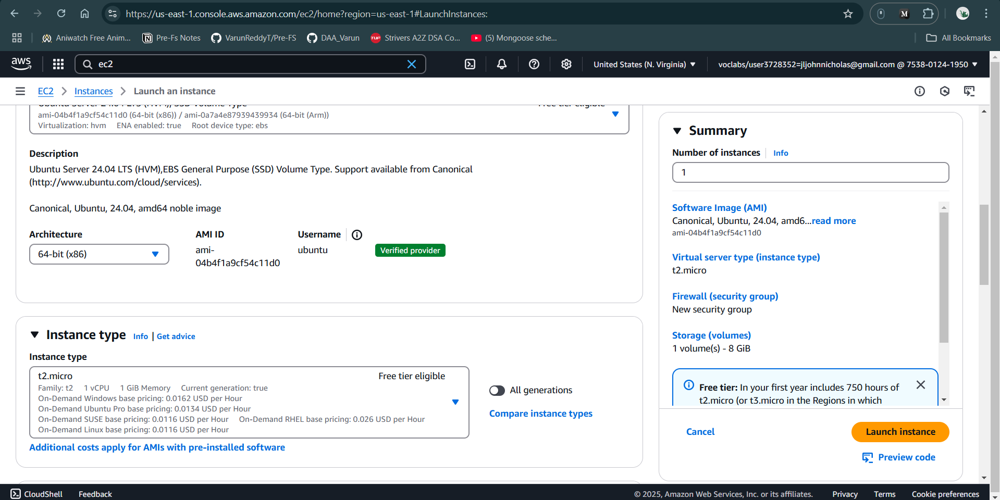 https://us-east-1.console.aws.amazon.com/ec2/home?region=us-east-1#LaunchInstances:
M
Aniwatch Free Anim...
Pre-Fs Notes
VarunReddyT/Pre-FS
DAA_Varun
TUF
Strivers A2Z DSA Co...
(5) Mongoose sche...
All Bookmarks
aws
ec2
United States (N. Virginia)
voclabs/user3728352=jljohnnicholas@gmail.com @ 7538-0124-1950
EC2
Instances
Launch an instance
Ubuntu Server 24.04 LTS (HVM), SSD Volume Type
Free tier eligible
ami-04b4f1a9cf54c11d0 (64-bit (x86)) / ami-0a7a4e87939439934 (64-bit (Arm))
Virtualization: hvm ENA enabled: true Root device type: ebs
Description
Ubuntu Server 24.04 LTS (HVM),EBS General Purpose (SSD) Volume Type. Support available from Canonical
(http://www.ubuntu.com/cloud/services).
Canonical, Ubuntu, 24.04, amd64 noble image
Architecture
64-bit (x86)
AMI ID
ami-
04b4f1a9cf54c11d0
Username
ubuntu
Verified provider
Instance type
Info | Get advice
Instance type
t2.micro
Free tier eligible
Family: t2 1 vCPU 1 GiB Memory Current generation: true
On-Demand Windows base pricing: 0.0162 USD per Hour
On-Demand Ubuntu Pro base pricing: 0.0134 USD per Hour
On-Demand SUSE base pricing: 0.0116 USD per Hour On-Demand RHEL base pricing: 0.026 USD per Hour
On-Demand Linux base pricing: 0.0116 USD per Hour
All generations
Compare instance types
Additional costs apply for AMIs with pre-installed software
Summary
Number of instances
Info
1
Software Image (AMI)
Canonical, Ubuntu, 24.04, amd6...read more
ami-04b4f1a9cf54c11d0
Virtual server type (instance type)
t2.micro
Firewall (security group)
New security group
Storage (volumes)
1 volume(s) - 8 GiB
Free tier: In your first year includes 750 hours of
t2.micro (or t3.micro in the Regions in which
Cancel
Launch instance
Preview code
CloudShell
Feedback
© 2025, Amazon Web Services, Inc. or its affiliates.
Privacy
Terms
Cookie preferences